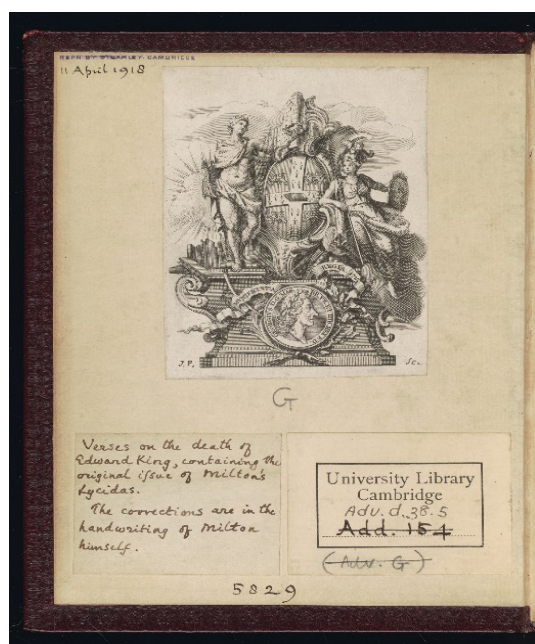 11 April 1918
J. P.
Sc.
G
Verses on the death of
Edward King, containing the
original issue of Milton's
Lycidas.
The corrections are in the
handwriting of Milton
himself.
University Library
Cambridge
Adv. d. 38. 5
Add. 154
(Adv. G)
5829